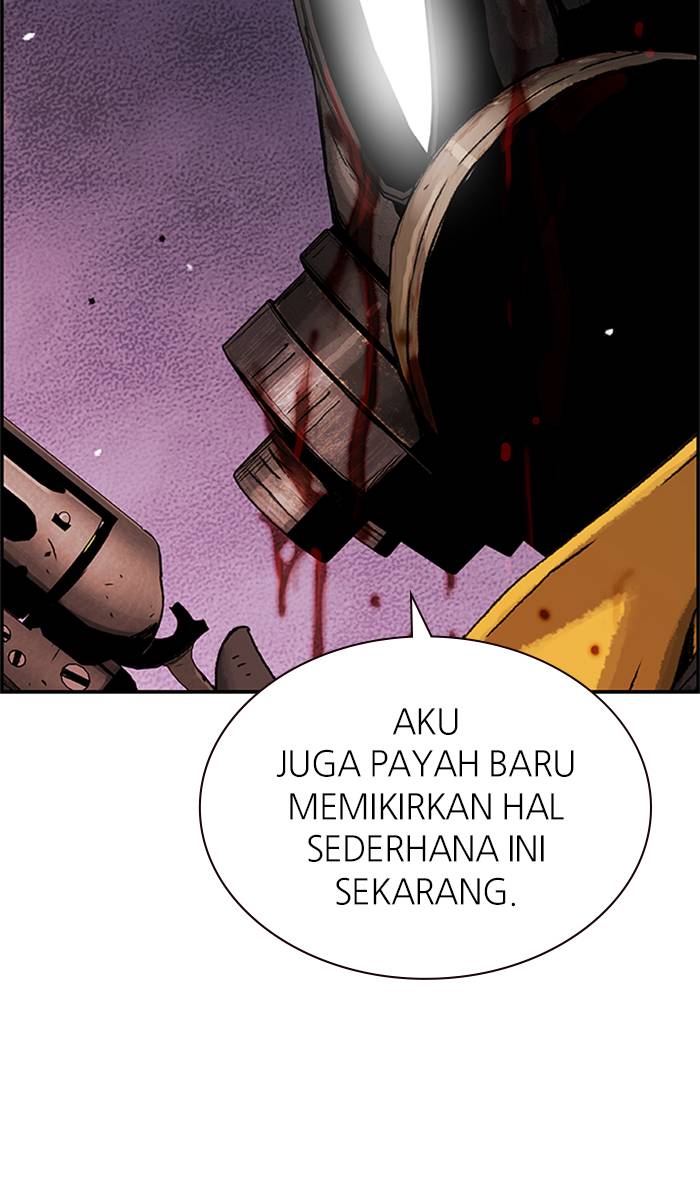 AKU
JUGA PAYAH BARU
MEMIKIRKAN HAL
SEDERHANA INI
SEKARANG.